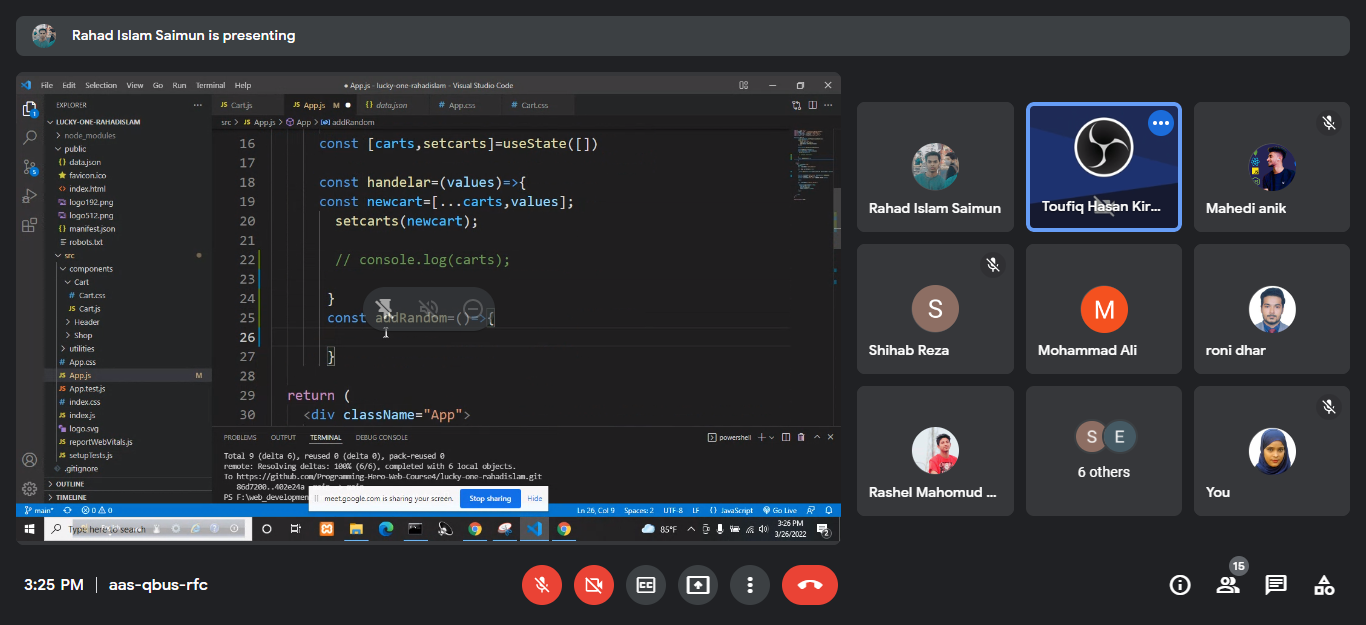 Rahad Islam Saimun is presenting
File Edit Selection View Go Run Terminal Help
● App.js - lucky-one-rahadislam - Visual Studio Code
EXPLORER
LUCKY-ONE-RAHADISLAM
node_modules
public
data.json
favicon.ico
index.html
logo192.png
logo512.png
manifest.json
robots.txt
src
components
Cart
Cart.css
Cart.js
Header
Shop
utilities
App.css
App.js M
App.test.js
index.css
index.js
logo.svg
reportWebVitals.js
setupTests.js
.gitignore
OUTLINE
TIMELINE
Cart.js App.js M data.json App.css Cart.css
src > App.js > App > addRandom
16 const [carts,setcarts]=useState([])
17
18 const handelar=(values)=>{
19 const newcart=[...carts,values];
20 setcarts(newcart);
21
22 // console.log(carts);
23
24 }
25 const addRandom=()=>{
26
27 }
28
29 return (
30 <div className="App">
PROBLEMS OUTPUT TERMINAL DEBUG CONSOLE
powershell
Total 9 (delta 6), reused 0 (delta 0), pack-reused 0
remote: Resolving deltas: 100% (6/6), completed with 6 local objects.
To https://github.com/Programming-Hero-Web-Course4/lucky-one-rahadislam.git
86d7200..402e24a
PS F:\web_developmen
meet.google.com is sharing your screen. Stop sharing Hide
main* 0 0 Ln 26, Col 9 Spaces: 2 UTF-8 LF {} JavaScript Go Live
Type here to search
85°F
3:26 PM
3/26/2022
2
Rahad Islam Saimun
Toufiq Hasan Kir...
Mahedi anik
S
Shihab Reza
M
Mohammad Ali
roni dhar
Rashel Mahomud ...
S E
6 others
You
3:25 PM | aas-qbus-rfc
15